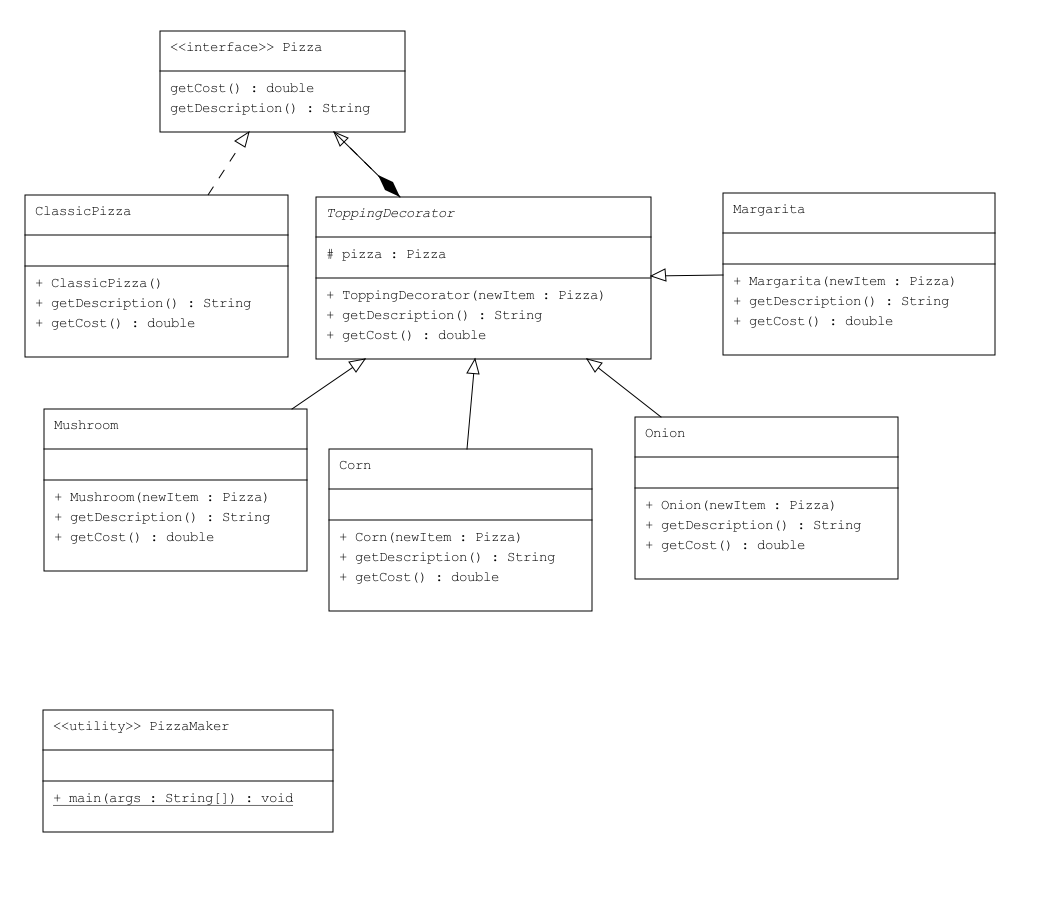 <<interface>> Pizza
getCost() : double
getDescription() : String
ClassicPizza
+ ClassicPizza()
+ getDescription() : String
+ getCost() : double
ToppingDecorator
# pizza : Pizza
+ ToppingDecorator(newItem : Pizza)
+ getDescription() : String
+ getCost() : double
Margarita
+ Margarita(newItem : Pizza)
+ getDescription() : String
+ getCost() : double
Mushroom
+ Mushroom(newItem : Pizza)
+ getDescription() : String
+ getCost() : double
Corn
+ Corn(newItem : Pizza)
+ getDescription() : String
+ getCost() : double
Onion
+ Onion(newItem : Pizza)
+ getDescription() : String
+ getCost() : double
<<utility>> PizzaMaker
+ main(args : String[]) : void